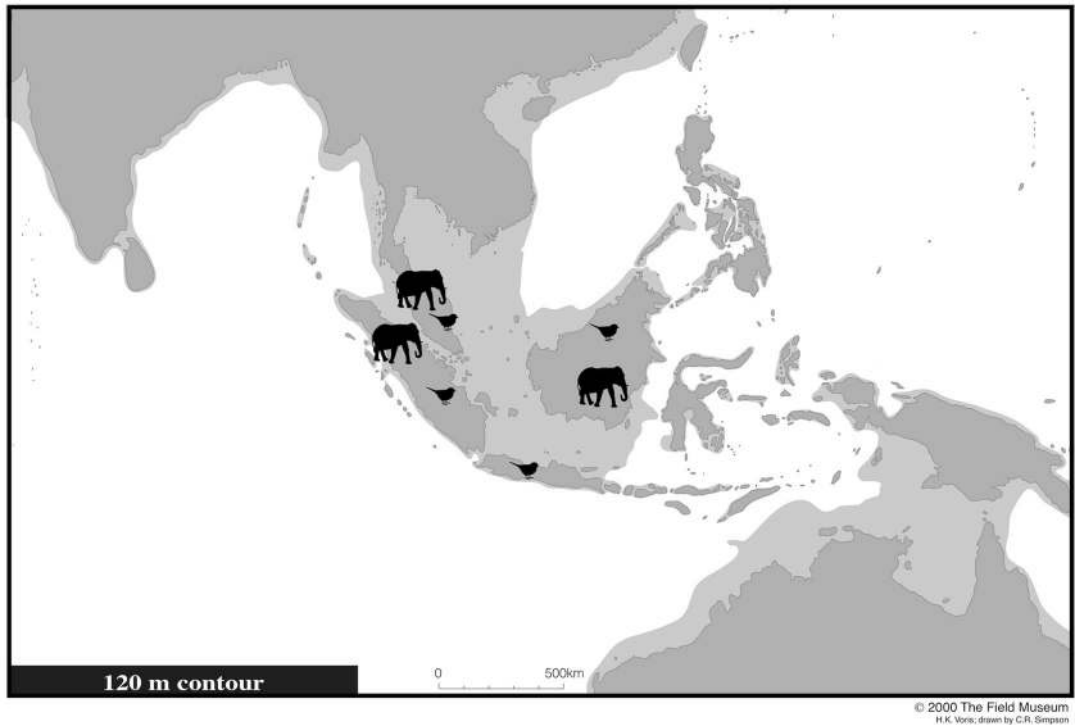 120 m contour
0 500km
© 2000 The Field Museum
H.K. Voris; drawn by C.R. Simpson